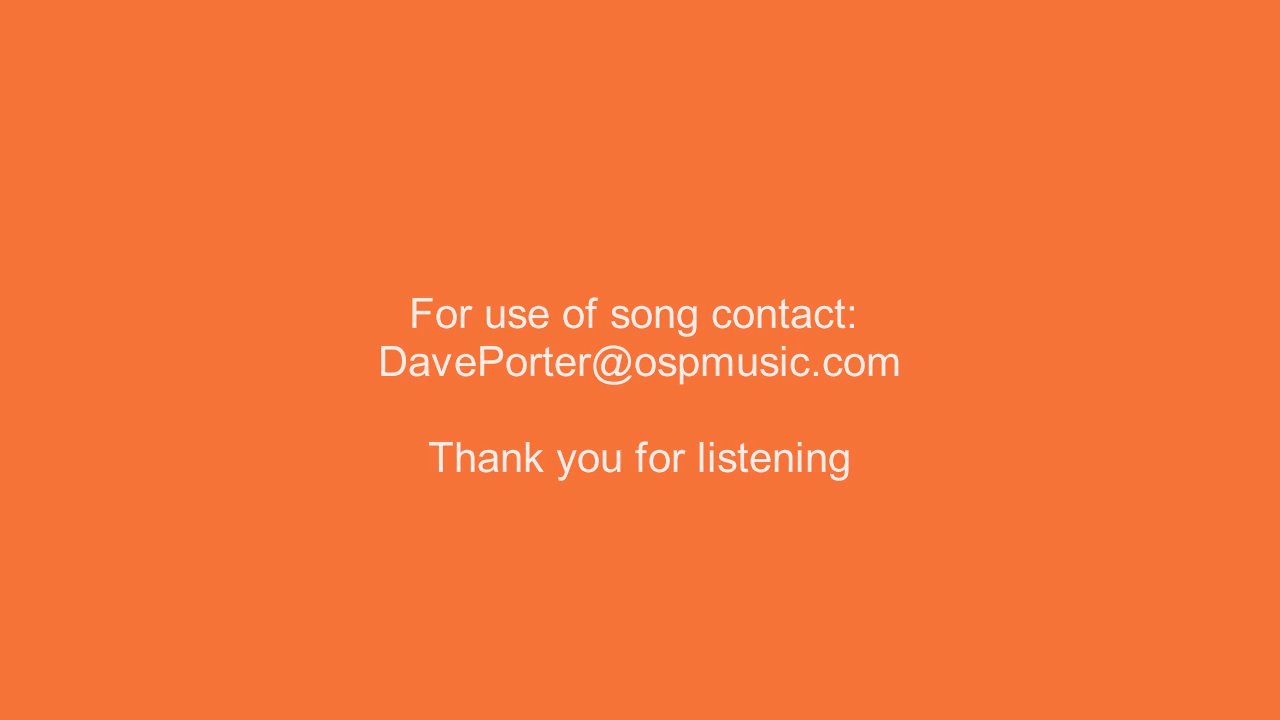 For use of song contact:
DavePorter@ospmusic.com
Thank you for listening